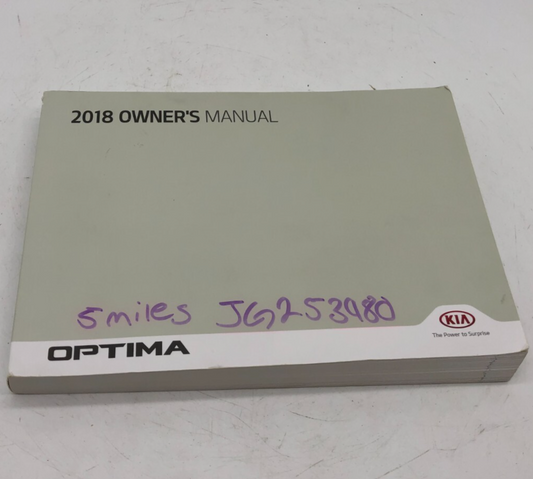 2018 OWNER'S MANUAL
5miles JG253980
KIA
The Power to Surprise
OPTIMA